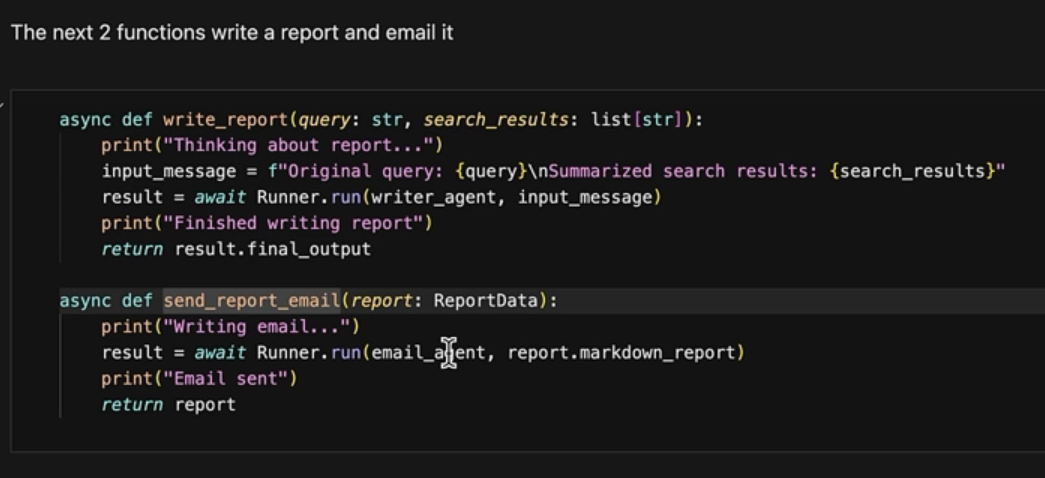 The next 2 functions write a report and email it
async def write_report(query: str, search_results: list[str]):
    print("Thinking about report...")
    input_message = f"Original query: {query}\nSummarized search results: {search_results}"
    result = await Runner.run(writer_agent, input_message)
    print("Finished writing report")
    return result.final_output
async def send_report_email(report: ReportData):
    print("Writing email...")
    result = await Runner.run(email_agent, report.markdown_report)
    print("Email sent")
    return report